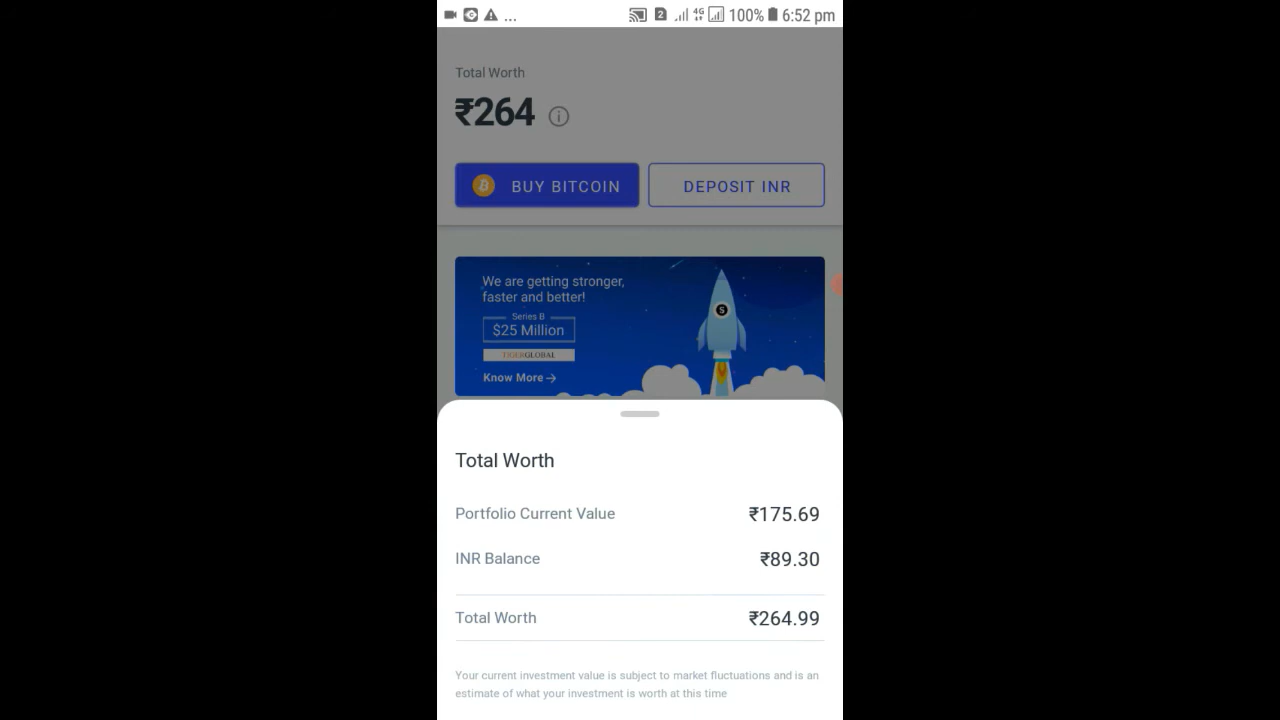 ... 2 4G 100% 6:52 pm
Total Worth
₹264
BUY BITCOIN
DEPOSIT INR
We are getting stronger,
faster and better!
Series B
$25 Million
TIGERGLOBAL
Know More →
Total Worth
Portfolio Current Value ₹175.69
INR Balance ₹89.30
Total Worth ₹264.99
Your current investment value is subject to market fluctuations and is an
estimate of what your investment is worth at this time